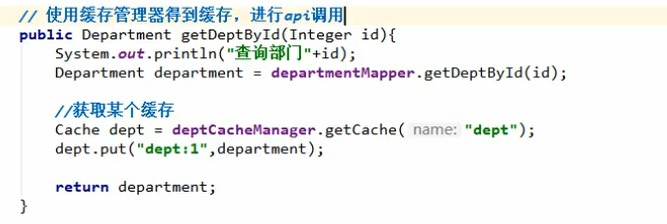 // 使用缓存管理器得到缓存，进行api调用
public Department getDeptById(Integer id){
System.out.println("查询部门"+id);
Department department = departmentMapper.getDeptById(id);
//获取某个缓存
Cache dept = deptCacheManager.getCache( name: "dept");
dept.put("dept:1",department);
return department;
}